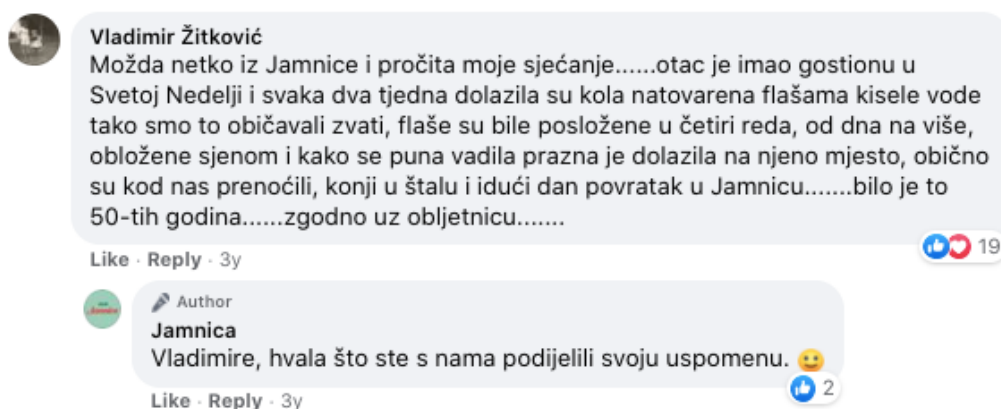 Vladimir Žitković
Možda netko iz Jamnice i pročita moje sjećanje......otac je imao gostionu u
Svetoj Nedelji i svaka dva tjedna dolazila su kola natovarena flašama kisele vode
tako smo to običavali zvati, flaše su bile posložene u četiri reda, od dna na više,
obložene sjenom i kako se puna vadila prazna je dolazila na njeno mjesto, obično
su kod nas prenoćili, konji u štalu i idući dan povratak u Jamnicu.......bilo je to
50-tih godina......zgodno uz obljetnicu.......
19
Like · Reply · 3y
Author
Jamnica
Vladimire, hvala što ste s nama podijelili svoju uspomenu. 🙂
2
Like · Reply · 3y